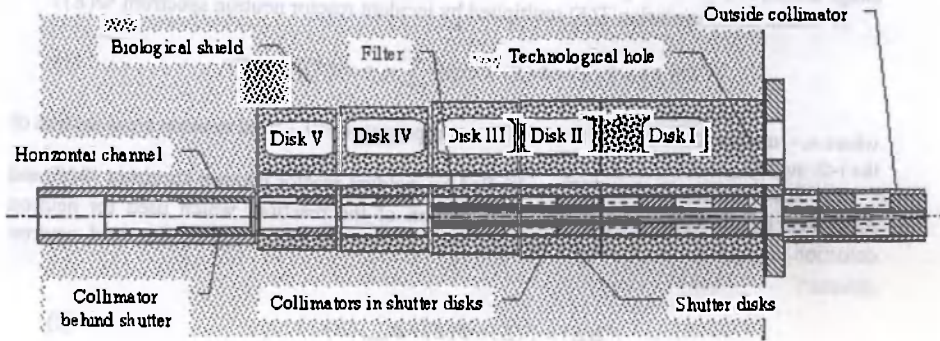 Outside collimator
Biological shield
Filter
Technological hole
Disk V
Disk IV
Disk III
Disk II
Disk I
Horizontal channel
Collimator
behind shutter
Collimators in shutter disks
Shutter disks